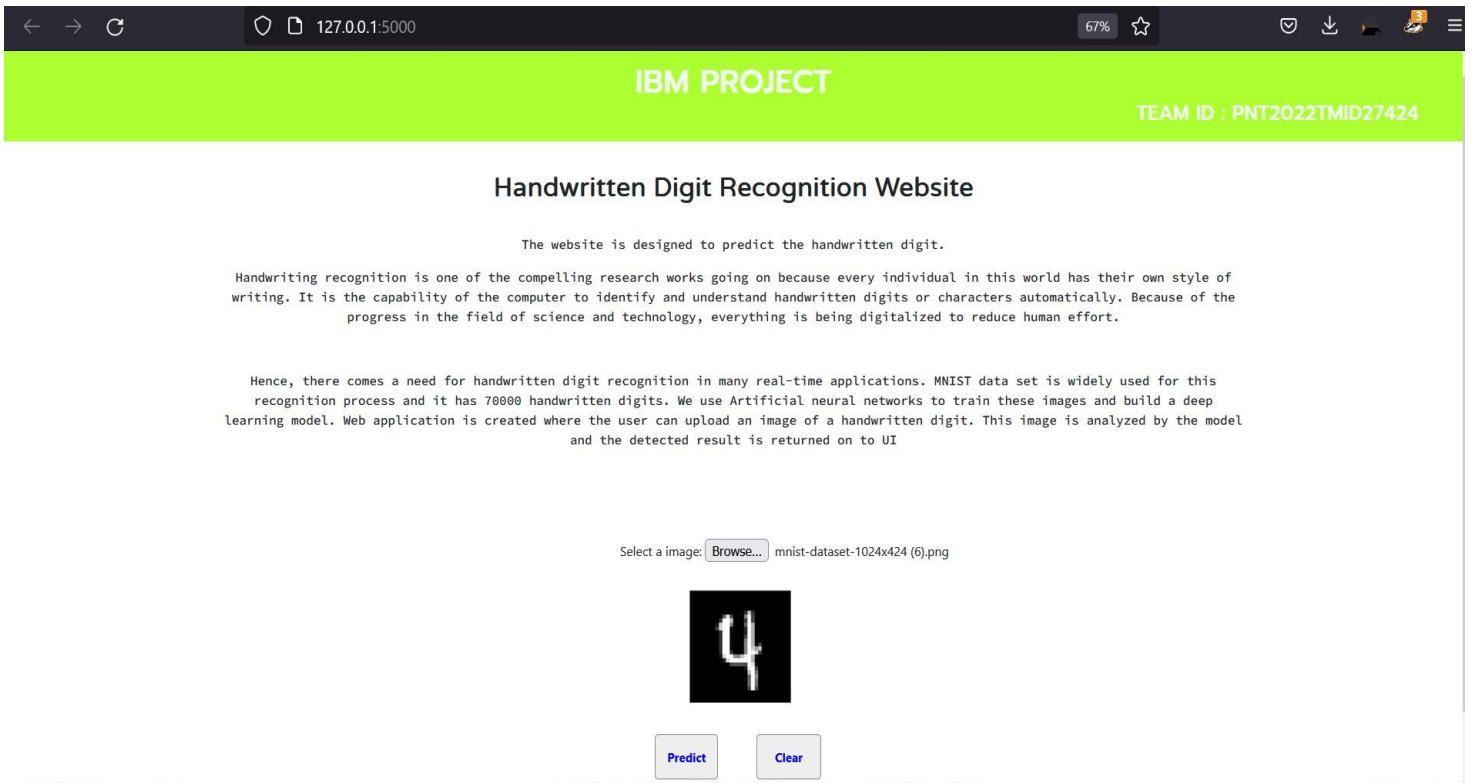 127.0.0.1:5000
67%
3
IBM PROJECT
TEAM ID : PNT2022TMID27424
Handwritten Digit Recognition Website
The website is designed to predict the handwritten digit.
Handwriting recognition is one of the compelling research works going on because every individual in this world has their own style of
writing. It is the capability of the computer to identify and understand handwritten digits or characters automatically. Because of the
progress in the field of science and technology, everything is being digitalized to reduce human effort.
Hence, there comes a need for handwritten digit recognition in many real-time applications. MNIST data set is widely used for this
recognition process and it has 70000 handwritten digits. We use Artificial neural networks to train these images and build a deep
learning model. Web application is created where the user can upload an image of a handwritten digit. This image is analyzed by the model
and the detected result is returned on to UI
Select a image: Browse... mnist-dataset-1024x424 (6).png
4
Predict Clear